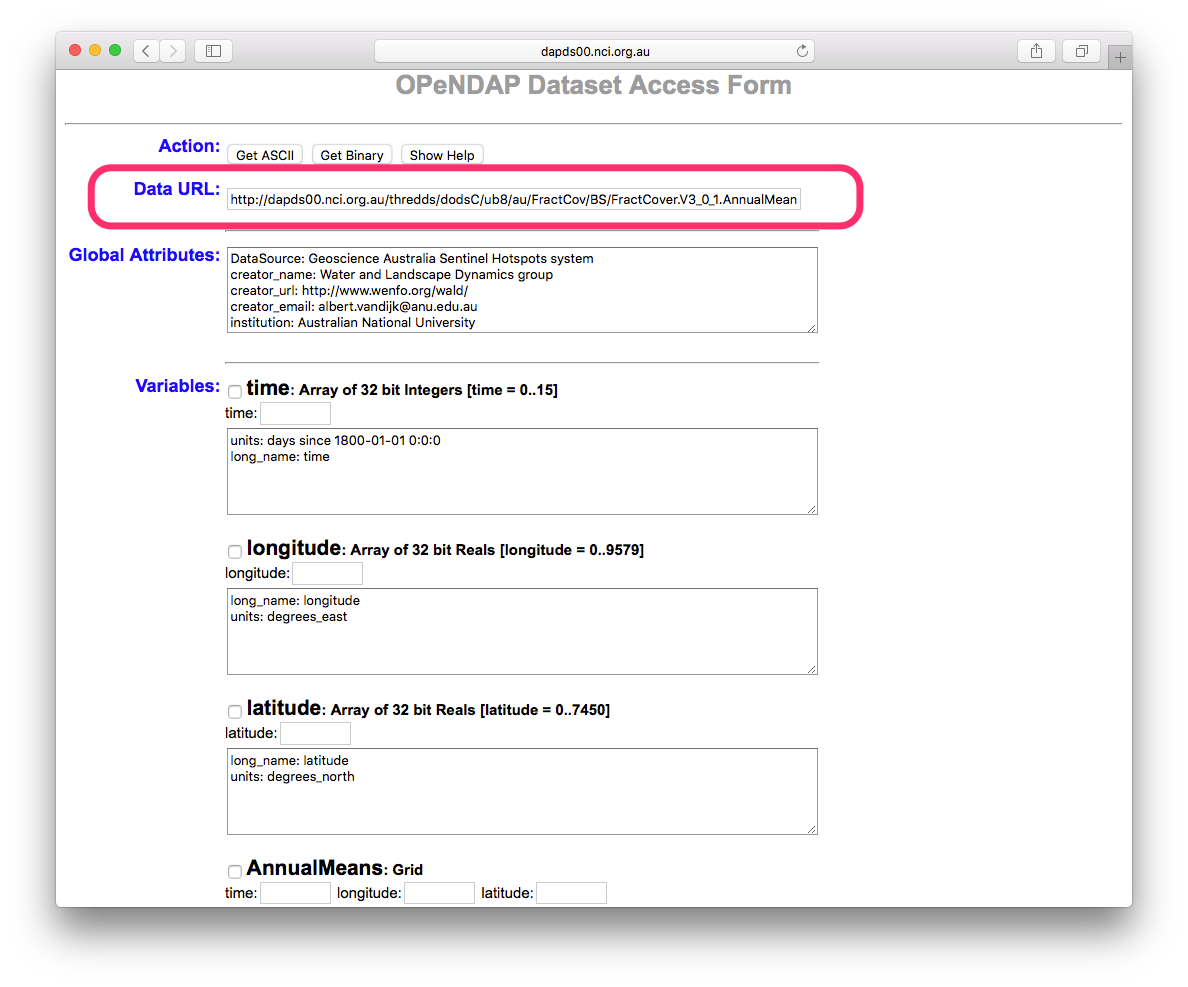 dapds00.nci.org.au
OPeNDAP Dataset Access Form
Action: Get ASCII Get Binary Show Help
Data URL: http://dapds00.nci.org.au/thredds/dodsC/ub8/au/FractCov/BS/FractCover.V3_0_1.AnnualMean
Global Attributes: DataSource: Geoscience Australia Sentinel Hotspots system
creator_name: Water and Landscape Dynamics group
creator_url: http://www.wenfo.org/wald/
creator_email: albert.vandijk@anu.edu.au
institution: Australian National University
Variables: time: Array of 32 bit Integers [time = 0..15]
time:
units: days since 1800-01-01 0:0:0
long_name: time
longitude: Array of 32 bit Reals [longitude = 0..9579]
longitude:
long_name: longitude
units: degrees_east
latitude: Array of 32 bit Reals [latitude = 0..7450]
latitude:
long_name: latitude
units: degrees_north
AnnualMeans: Grid
time: longitude: latitude: